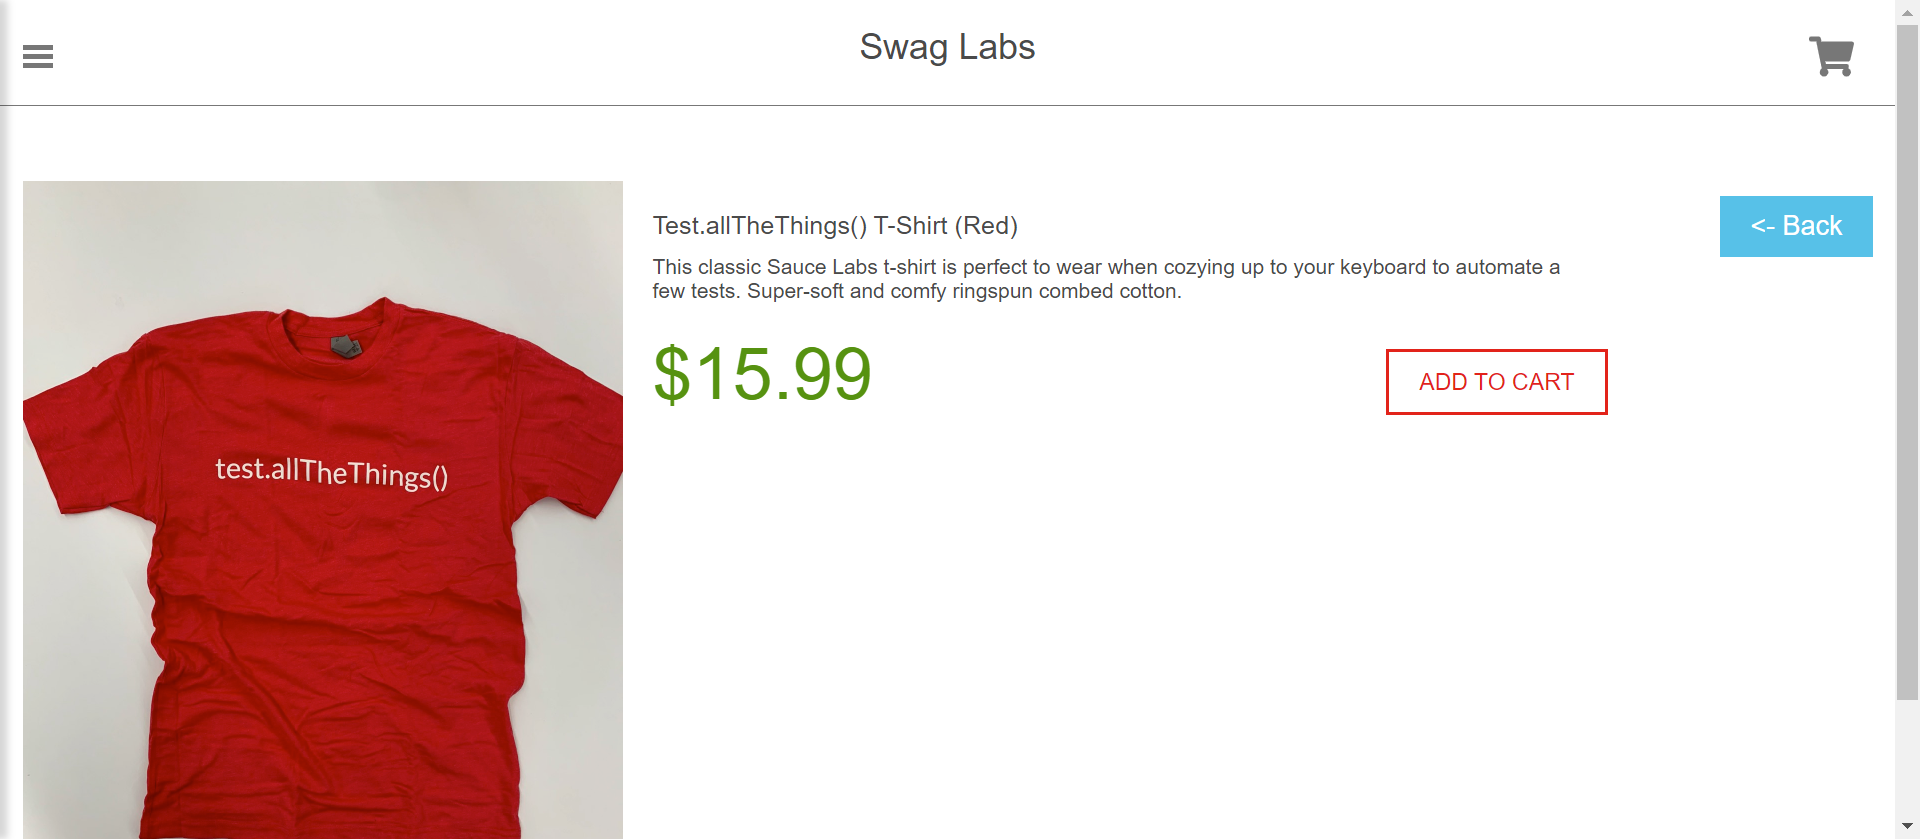 Swag Labs
Test.allTheThings() T-Shirt (Red)
<- Back
This classic Sauce Labs t-shirt is perfect to wear when cozying up to your keyboard to automate a
few tests. Super-soft and comfy ringspun combed cotton.
$15.99
ADD TO CART
test.allTheThings()